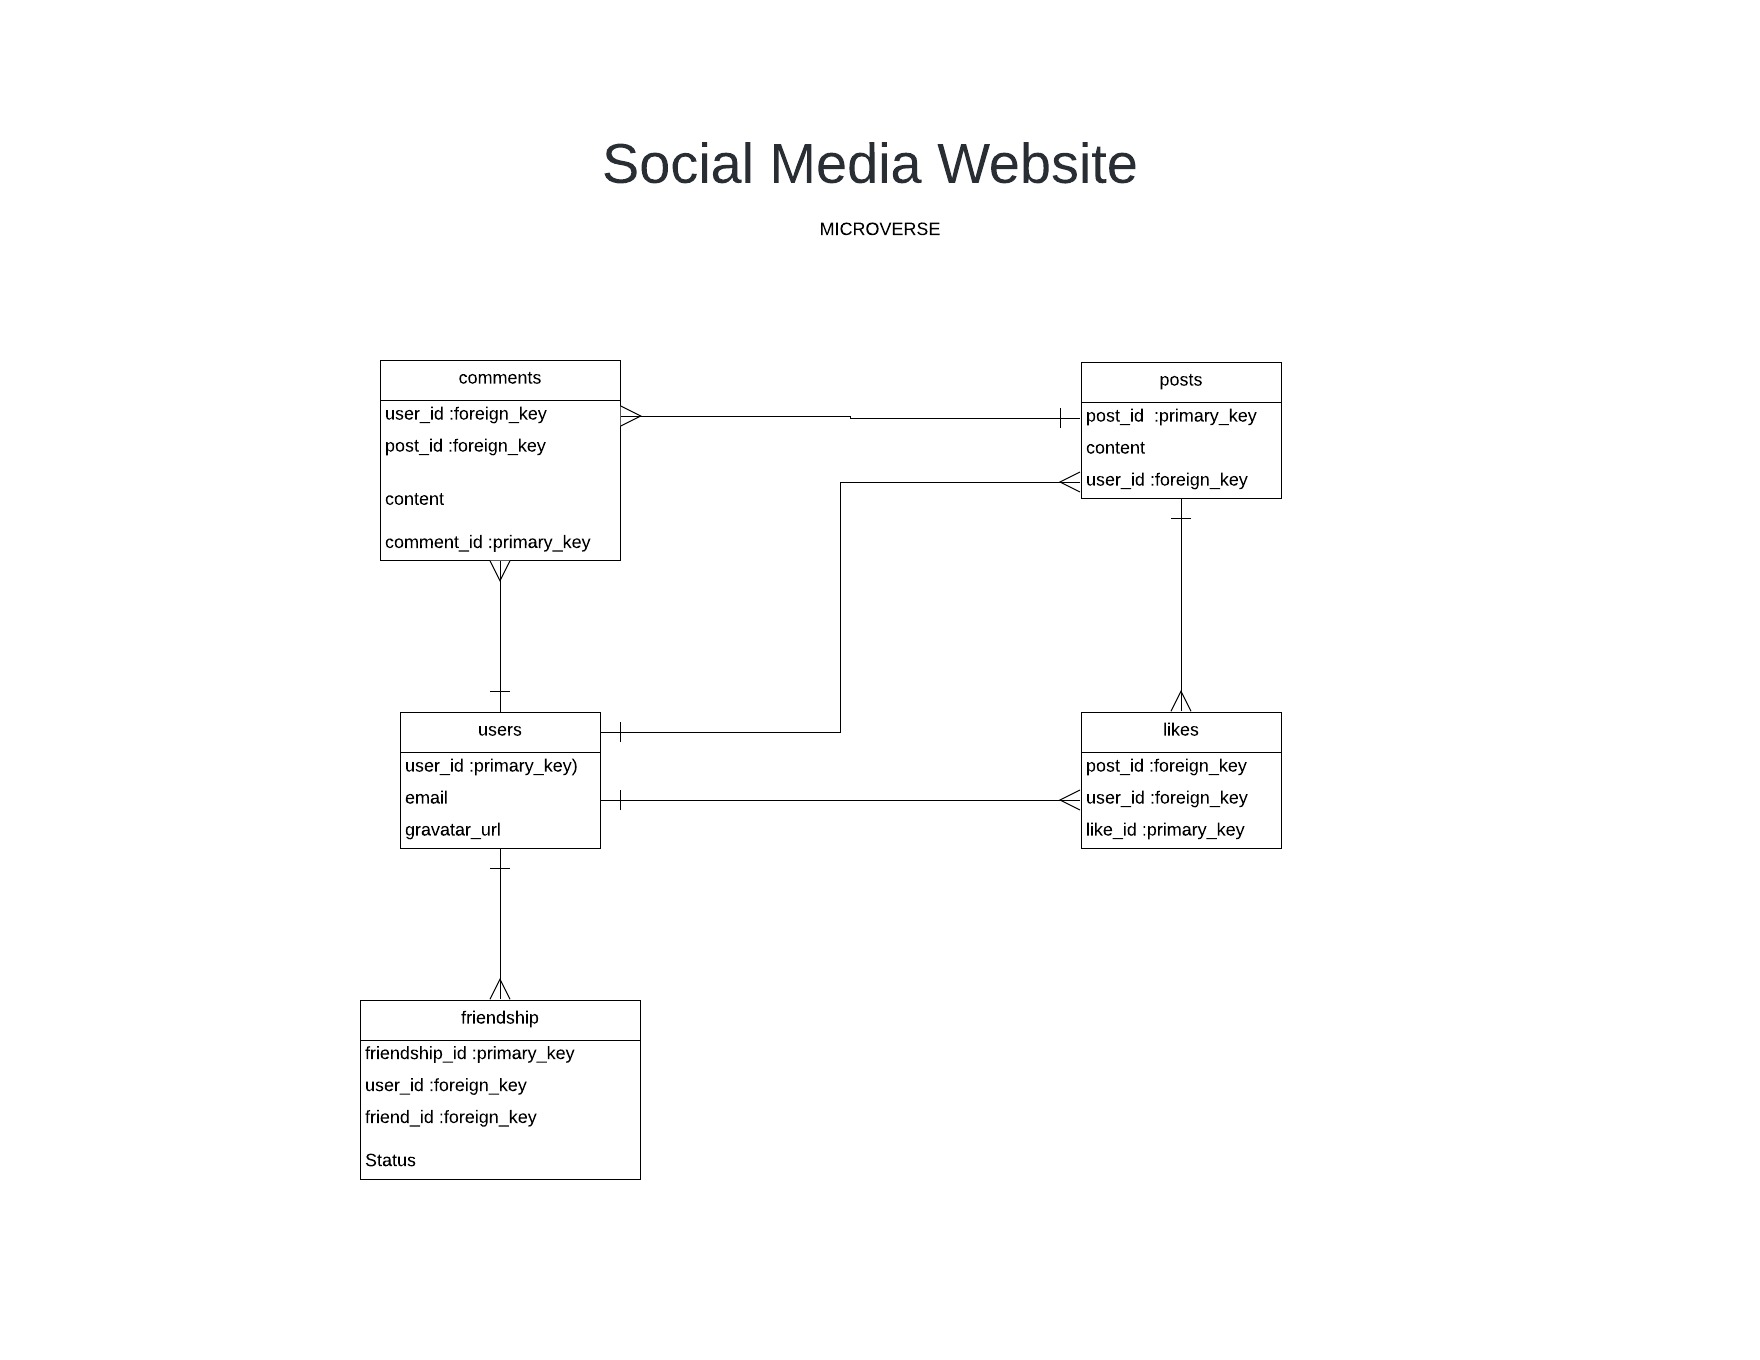 Social Media Website
MICROVERSE
comments
user_id :foreign_key
post_id :foreign_key
content
comment_id :primary_key
posts
post_id  :primary_key
content
user_id :foreign_key
users
user_id :primary_key)
email
gravatar_url
likes
post_id :foreign_key
user_id :foreign_key
like_id :primary_key
friendship
friendship_id :primary_key
user_id :foreign_key
friend_id :foreign_key
Status